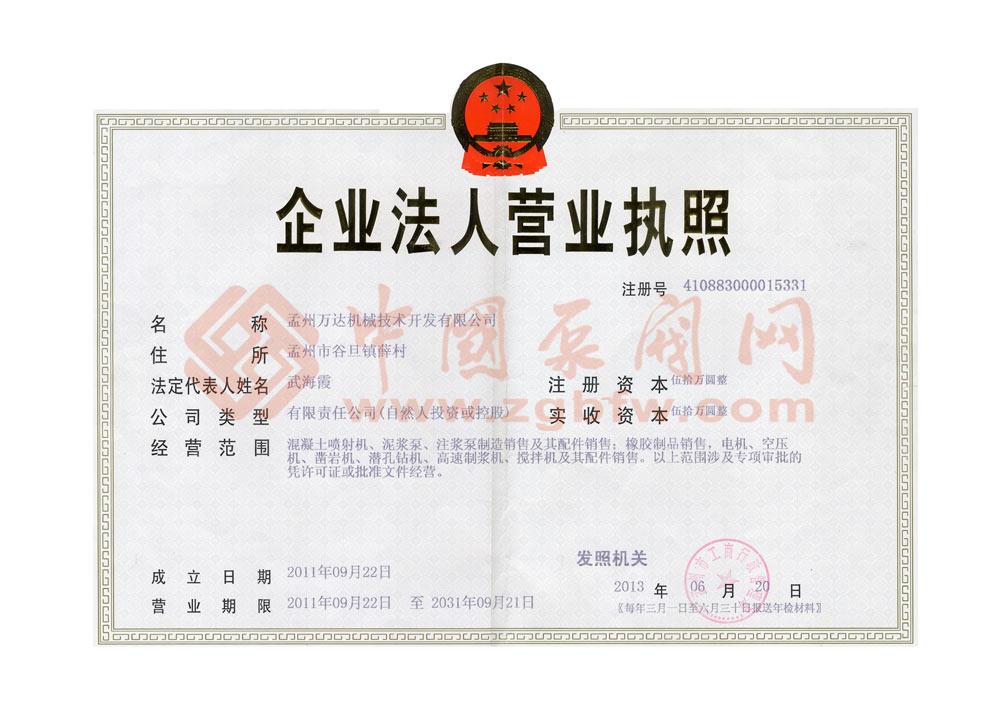 企业法人营业执照
注册号 410883000015331
名称 孟州万达机械技术开发有限公司
住所 孟州市谷旦镇薛村
法定代表人姓名 武海霞
注册资本 伍拾万圆整
公司类型 有限责任公司(自然人投资或控股)
实收资本 伍拾万圆整
经营范围 混凝土喷射机、泥浆泵、注浆泵制造销售及其配件销售；橡胶制品销售，电机、空压
机、凿岩机、潜孔钻机、高速制浆机、搅拌机及其配件销售。以上范围涉及专项审批的
凭许可证或批准文件经营。
中国泵阀网
www.zgbfw.com
发照机关
成立日期 2011年09月22日
2013 年 06 月 20 日
营业期限 2011年09月22日 至 2031年09月21日
〖每年三月一日至六月三十日报送年检材料〗